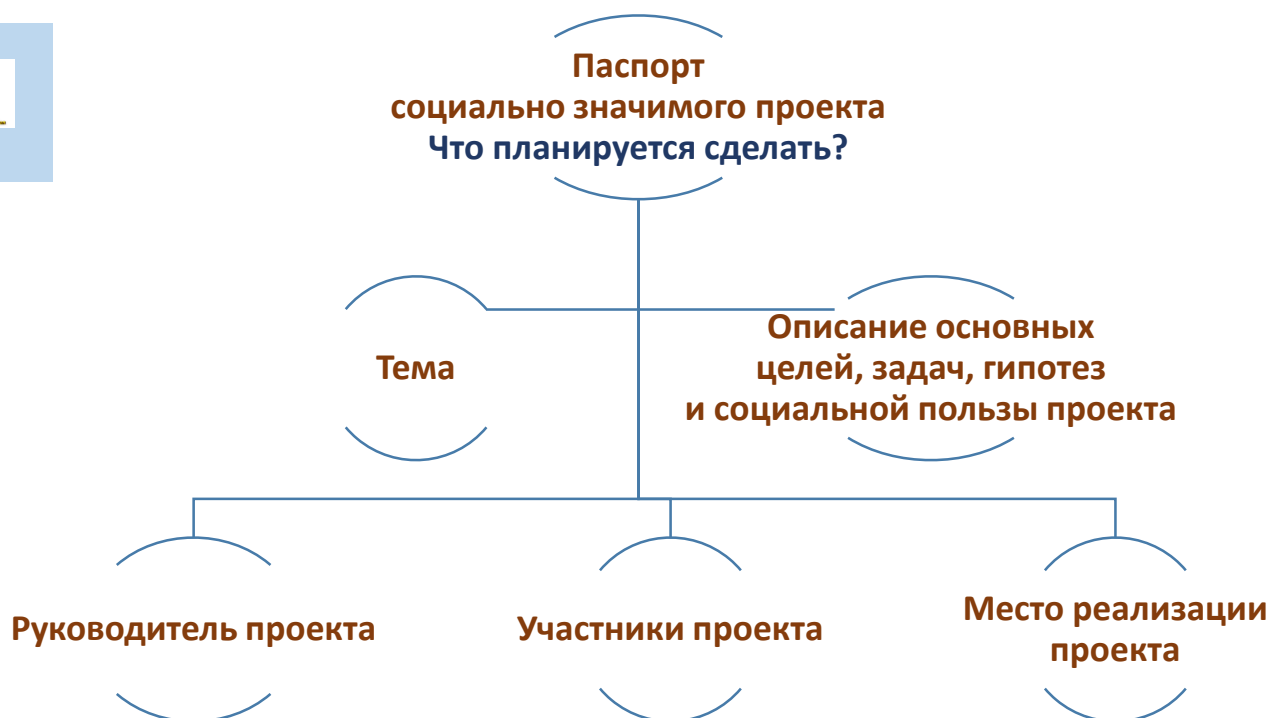 Паспорт
социально значимого проекта
Что планируется сделать?
Тема
Описание основных
целей, задач, гипотез
и социальной пользы проекта
Руководитель проекта
Участники проекта
Место реализации
проекта